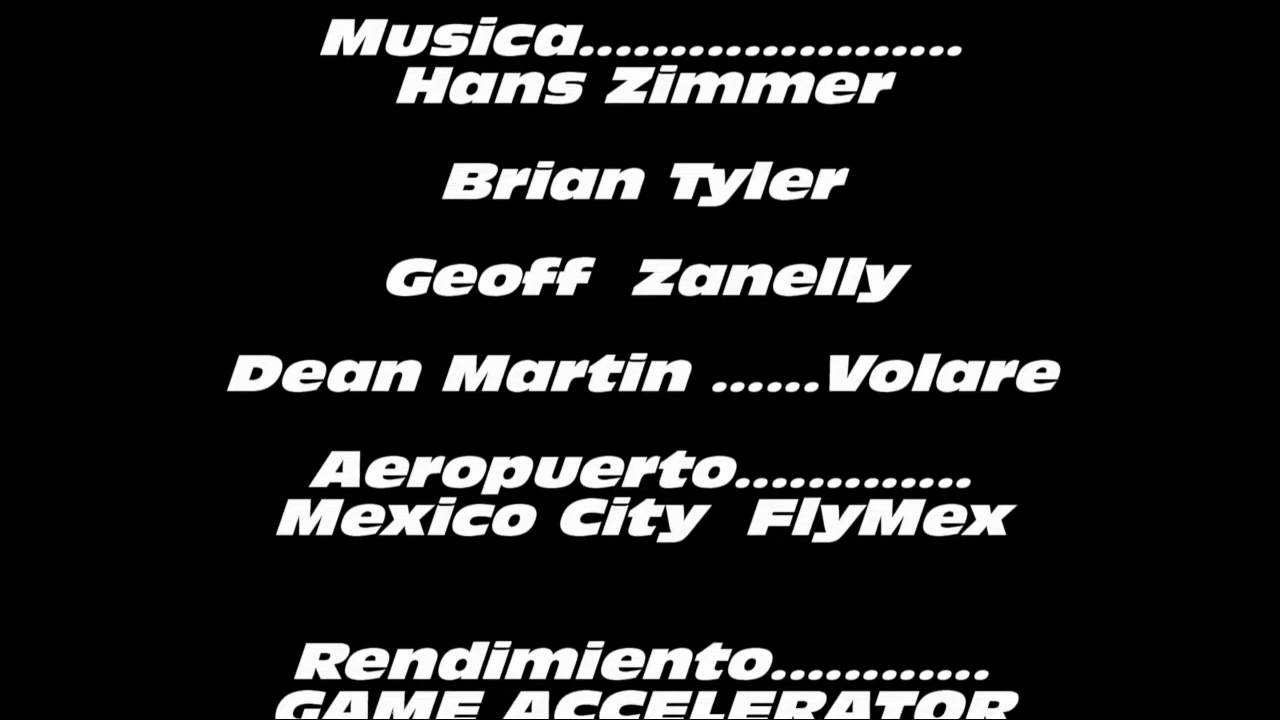 Musica.....................
Hans Zimmer
Brian Tyler
Geoff Zanelly
Dean Martin ......Volare
Aeropuerto.............
Mexico City FlyMex
Rendimiento............
GAME ACCELERATOR